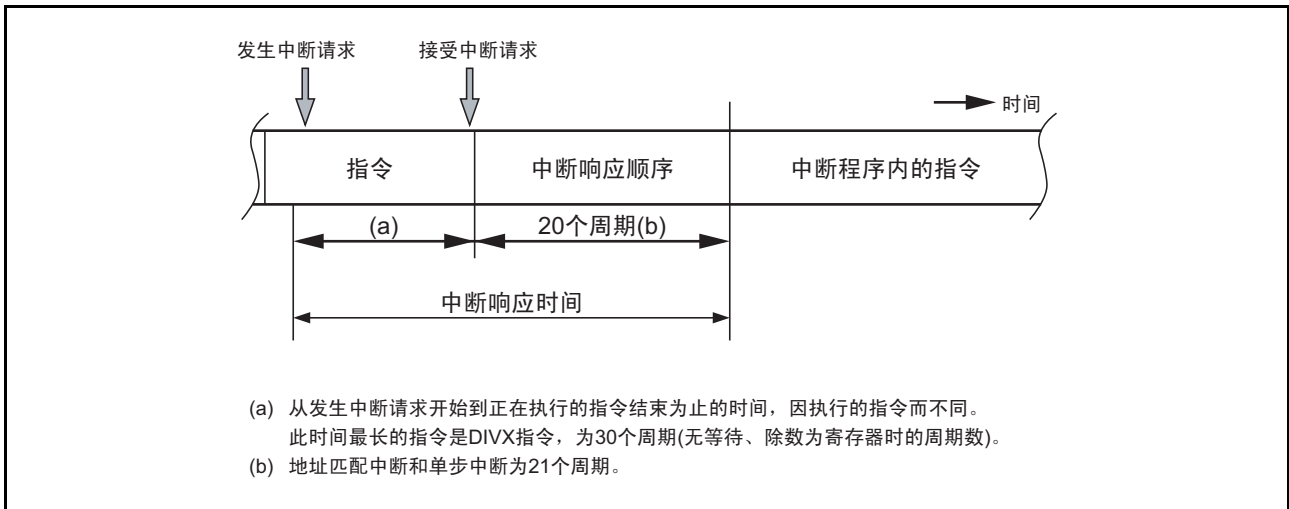 发生中断请求
接受中断请求
时间
指令
中断响应顺序
中断程序内的指令
(a)
20个周期(b)
中断响应时间
(a) 从发生中断请求开始到正在执行的指令结束为止的时间，因执行的指令而不同。
此时间最长的指令是DIVX指令，为30个周期(无等待、除数为寄存器时的周期数)。
(b) 地址匹配中断和单步中断为21个周期。